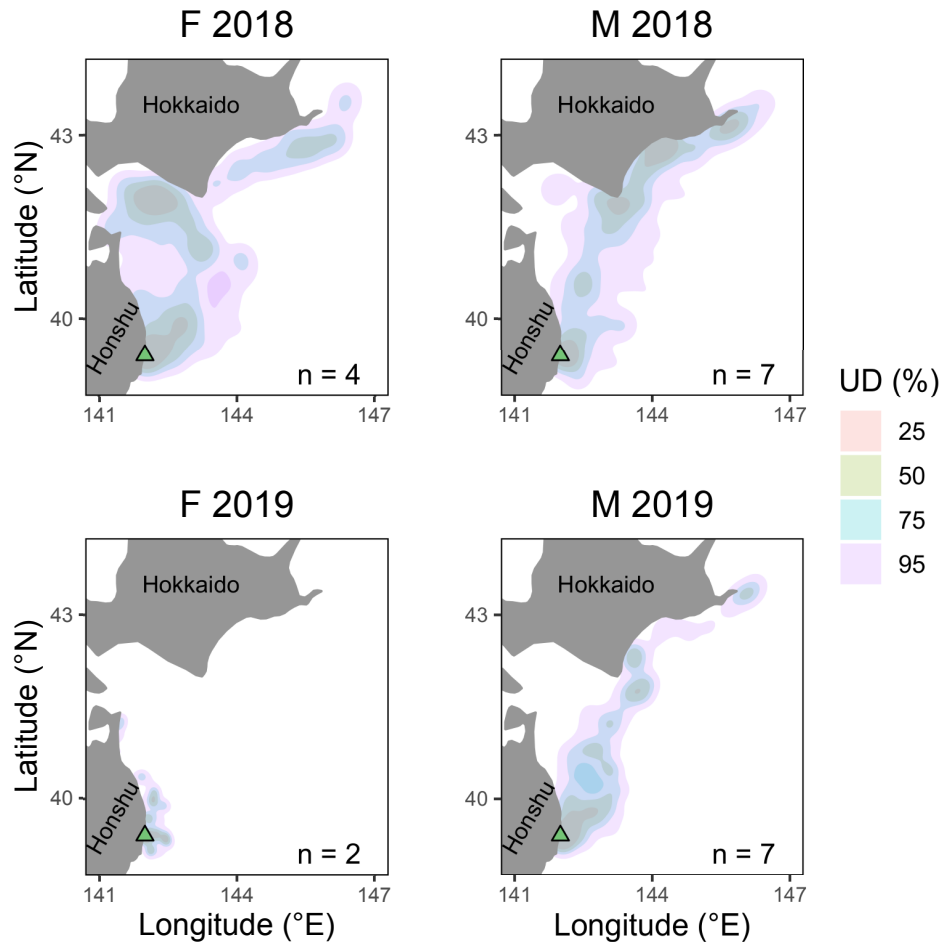 F 2018
M 2018
Hokkaido
Hokkaido
43
43
Latitude (°N)
40
40
Honshu
Honshu
n = 4
n = 7
141
144
147
141
144
147
UD (%)
25
50
75
95
F 2019
M 2019
Hokkaido
Hokkaido
43
43
Latitude (°N)
40
40
Honshu
Honshu
n = 2
n = 7
141
144
147
141
144
147
Longitude (°E)
Longitude (°E)